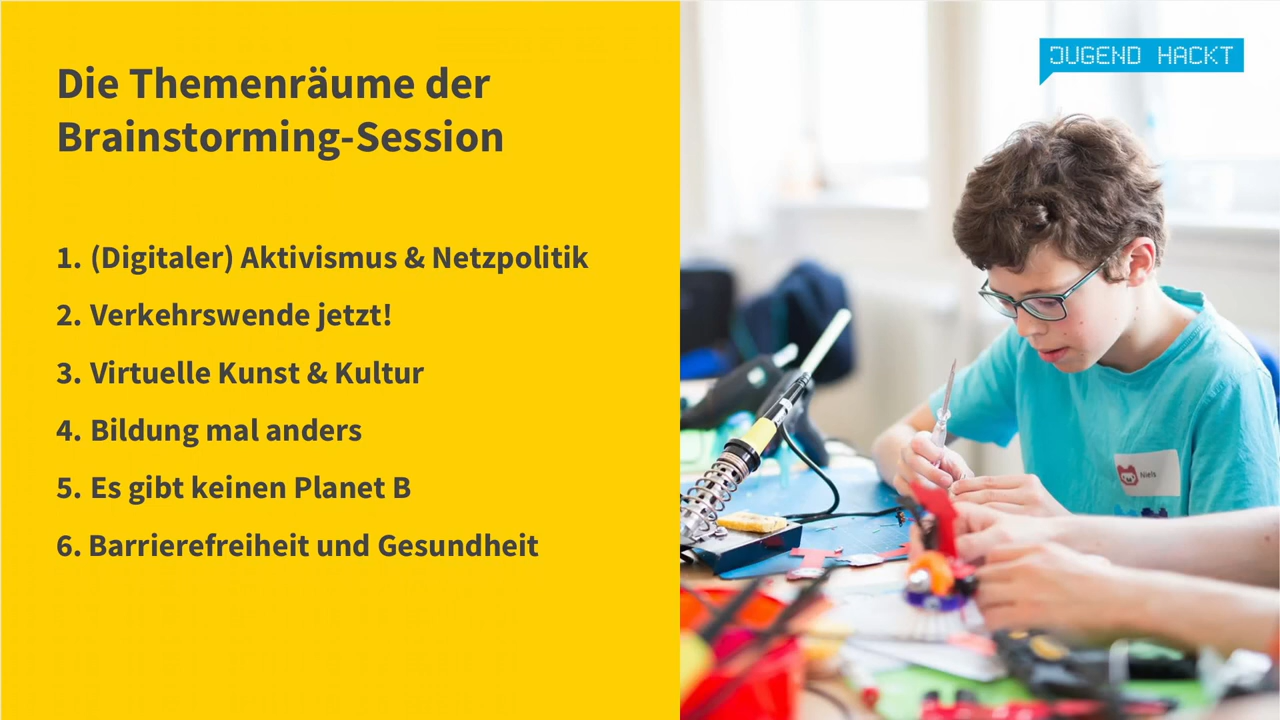 Die Themenräume der
Brainstorming-Session
1. (Digitaler) Aktivismus & Netzpolitik
2. Verkehrswende jetzt!
3. Virtuelle Kunst & Kultur
4. Bildung mal anders
5. Es gibt keinen Planet B
6. Barrierefreiheit und Gesundheit
JUGEND HACKT
Niels